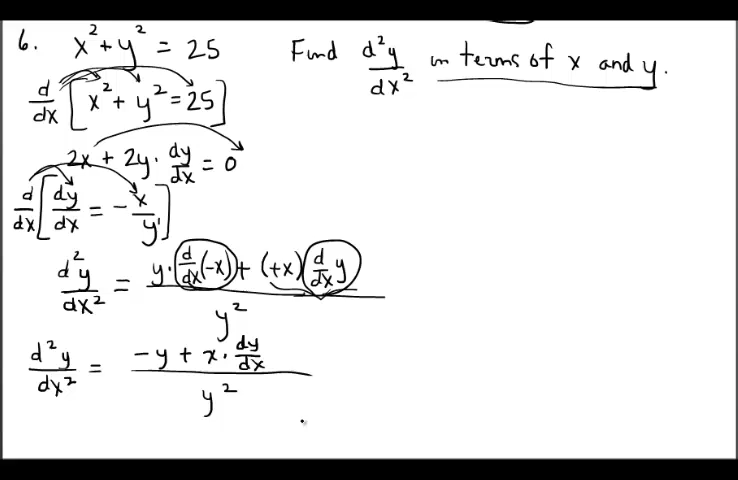 6. x² + y² = 25 Find d²y/dx² in terms of x and y.
d/dx [x² + y² = 25]
2x + 2y · dy/dx = 0
d/dx [dy/dx = - x/y]
d²y/dx² = (y · d/dx(-x) + (+x) d/dx y)/y²
d²y/dx² = (-y + x · dy/dx)/y²